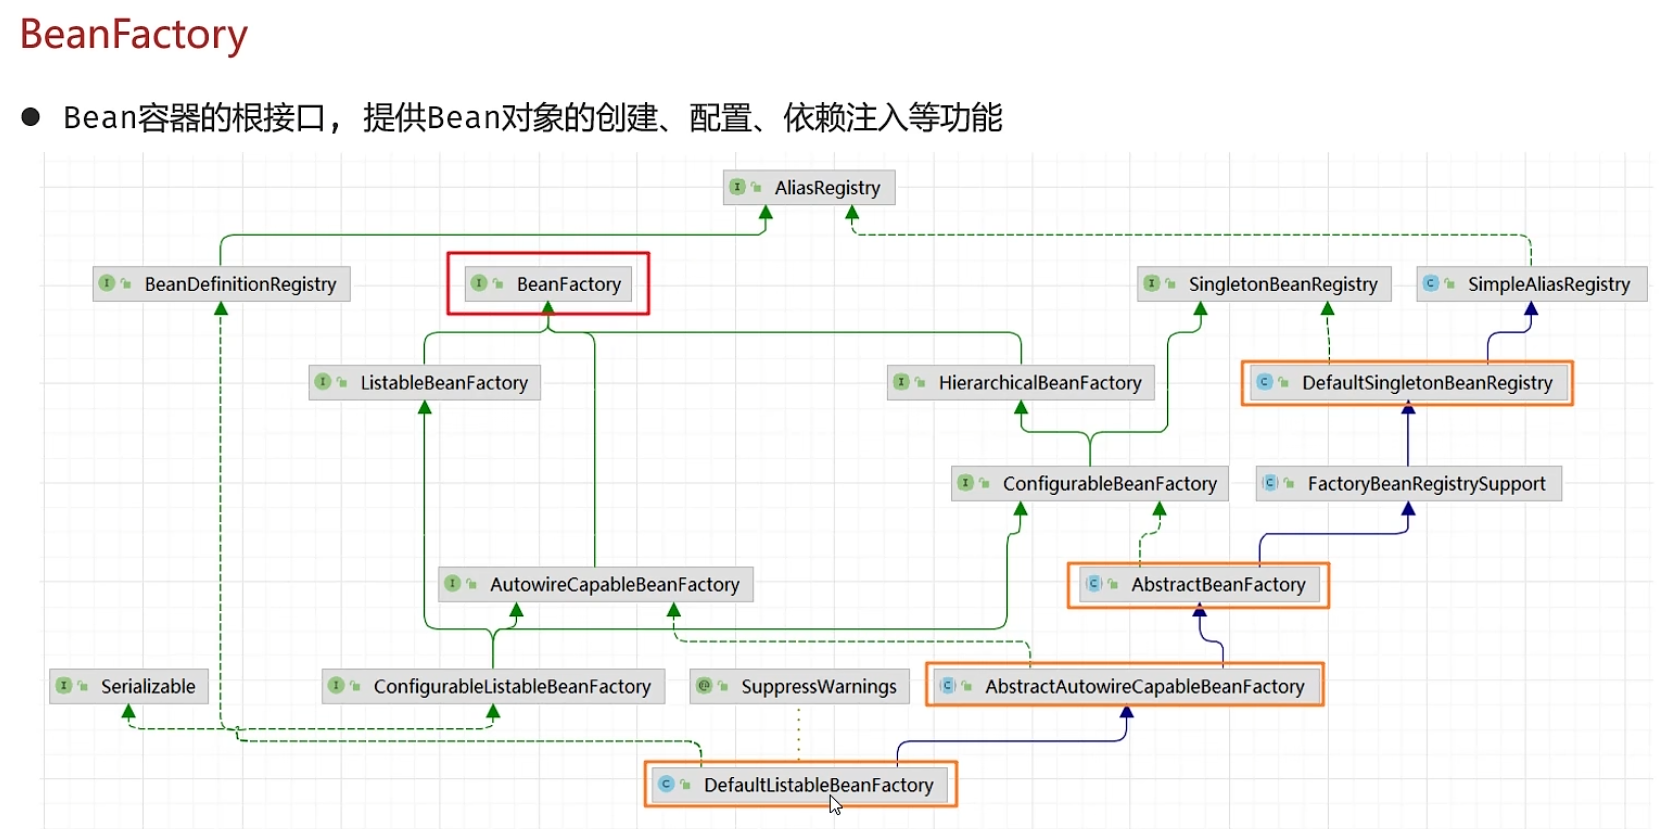 BeanFactory
● Bean容器的根接口，提供Bean对象的创建、配置、依赖注入等功能
AliasRegistry
BeanDefinitionRegistry
BeanFactory
SingletonBeanRegistry
SimpleAliasRegistry
ListableBeanFactory
HierarchicalBeanFactory
DefaultSingletonBeanRegistry
ConfigurableBeanFactory
FactoryBeanRegistrySupport
AutowireCapableBeanFactory
AbstractBeanFactory
Serializable
ConfigurableListableBeanFactory
SuppressWarnings
AbstractAutowireCapableBeanFactory
DefaultListableBeanFactory